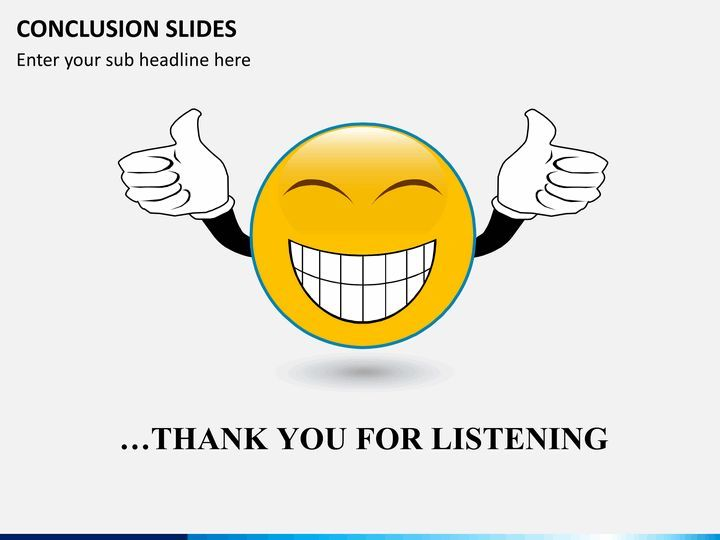 CONCLUSION SLIDES
Enter your sub headline here
…THANK YOU FOR LISTENING